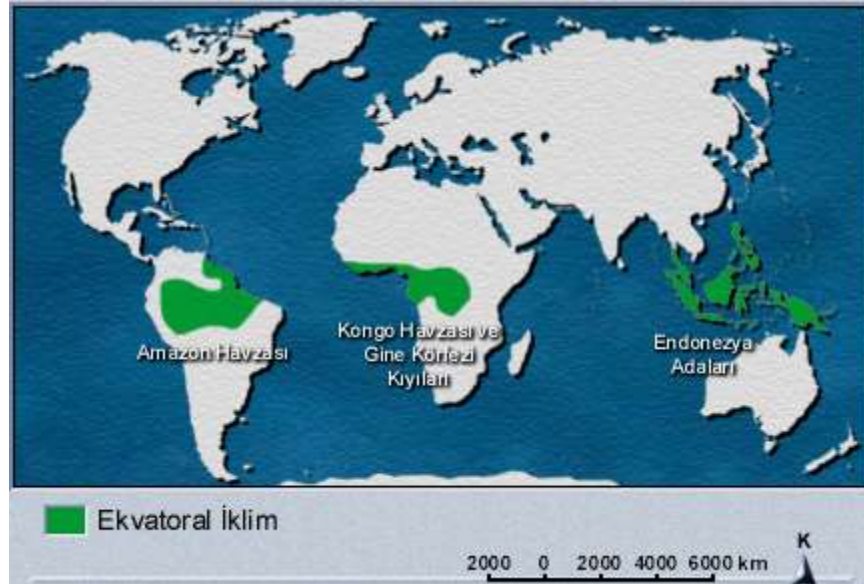 Amazon Havzası
Kongo Havzası ve
Gine Körfezi
Kıyıları
Endonezya
Adaları
Ekvatoral İklim
K
2000 0 2000 4000 6000 km